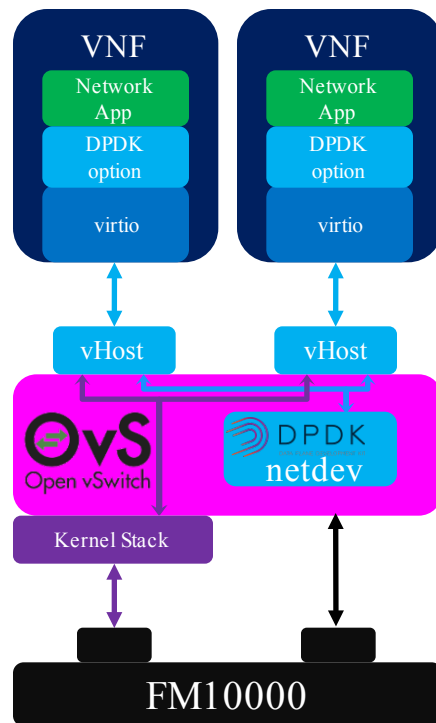 VNF
Network
App
DPDK
option
virtio
VNF
Network
App
DPDK
option
virtio
vHost
vHost
OvS
Open vSwitch
DPDK
netdev
Kernel Stack
FM10000